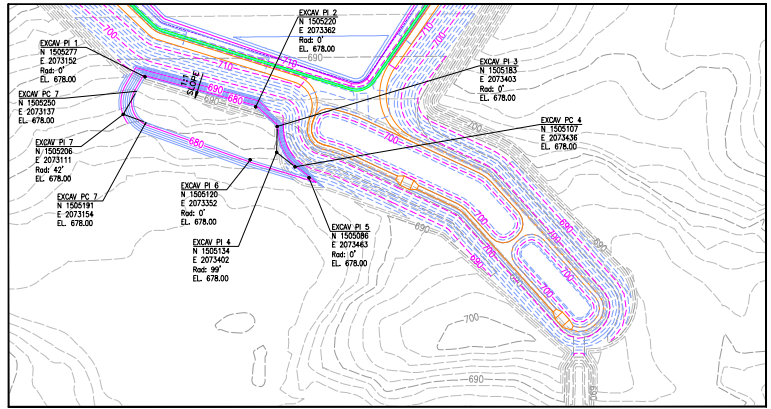 EXCAV PI 2
N 1505220
E 2073362
Rad: 0'
EL. 678.00
EXCAV PI 1
N 1505277
E 2073152
Rad: 0'
EL. 678.00
EXCAV PI 3
N 1505183
E 2073403
Rad: 0'
EL. 678.00
EXCAV PC 7
N 1505250
E 2073137
EL. 678.00
EXCAV PC 4
N 1505107
E 2073436
EL. 678.00
EXCAV PI 7
N 1505206
E 2073111
Rad: 42'
EL. 678.00
EXCAV PC 7
N 1505191
E 2073154
EL. 678.00
EXCAV PI 6
N 1505120
E 2073352
Rad: 0'
EL. 678.00
EXCAV PI 4
N 1505134
E 2073402
Rad: 99'
EL. 678.00
EXCAV PI 5
N 1505086
E 2073463
Rad: 0'
EL. 678.00
1:1
SLOPE
700
710
710
690
700
690
680
690
680
700
700
690
690
700
700
690